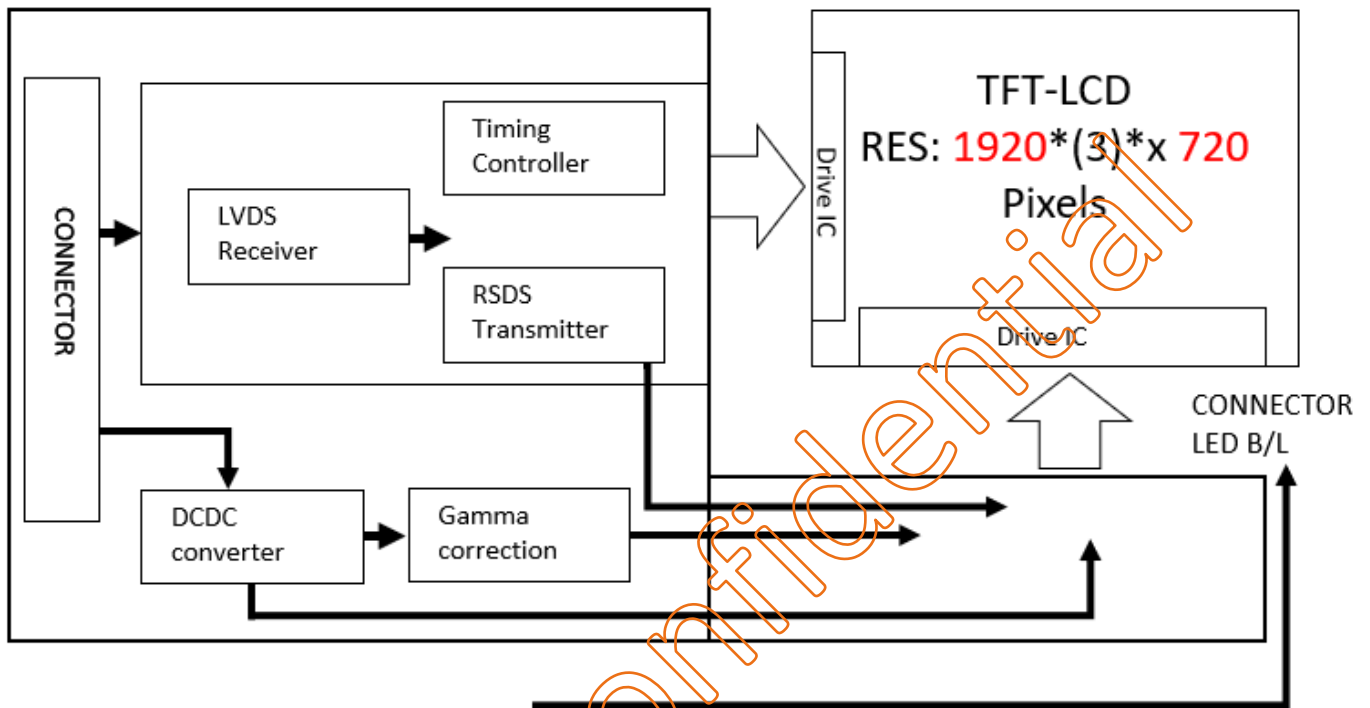 CONNECTOR
LVDS
Receiver
Timing
Controller
RSDS
Transmitter
DCDC
converter
Gamma
correction
Drive IC
TFT-LCD
RES: 1920*(3)*x 720
Pixels
Drive IC
CONNECTOR
LED B/L
onfidential